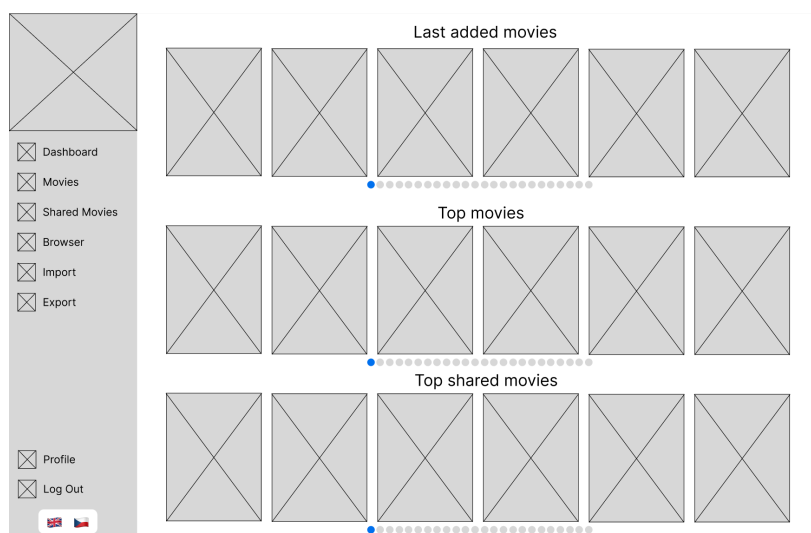 Last added movies
Dashboard
Movies
Shared Movies
Browser
Import
Export
Top movies
Top shared movies
Profile
Log Out